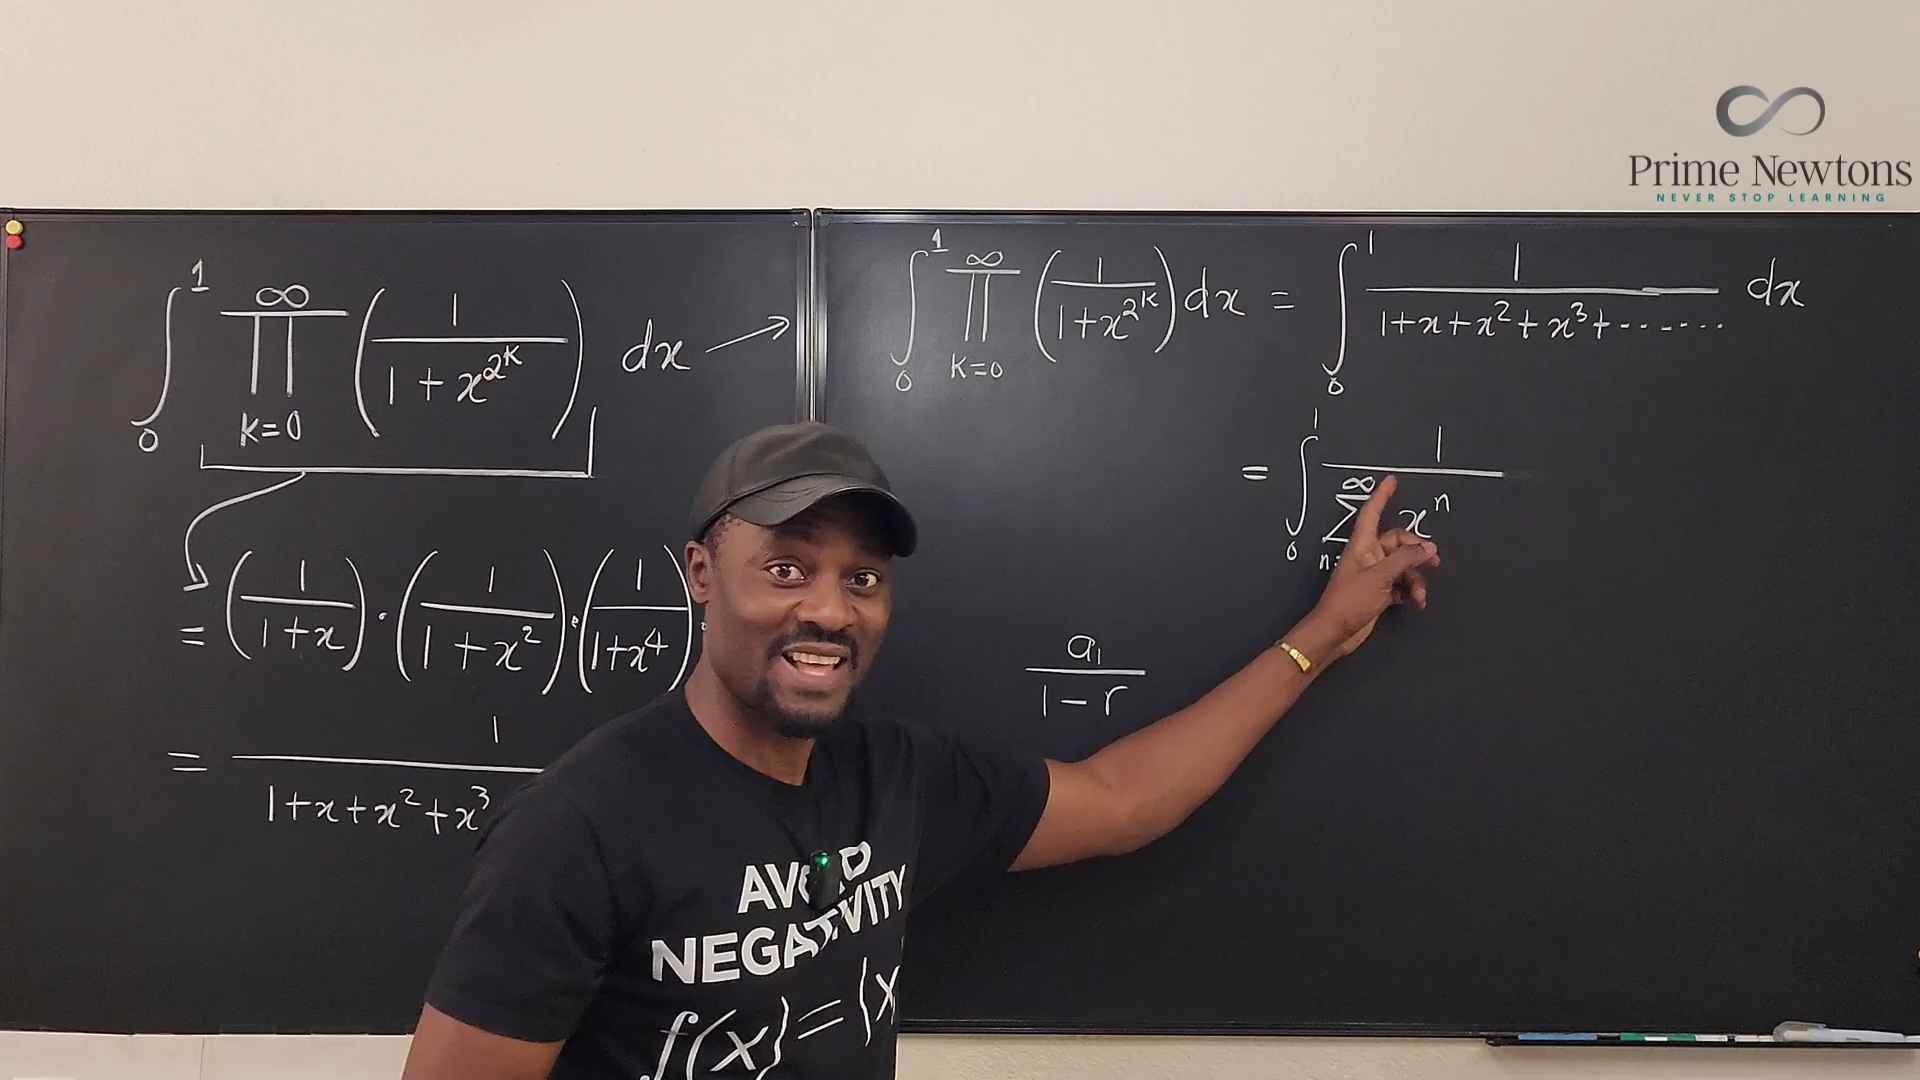 Prime Newtons
NEVER STOP LEARNING
∫₀¹ ∏_{k=0}^{∞} (1/(1+x^{2^k})) dx →
= (1/(1+x)) · (1/(1+x²)) · (1/(1+x⁴))
= 1/(1+x+x²+x³
∫₀¹ ∏_{k=0}^{∞} (1/(1+x^{2^k})) dx = ∫₀¹ 1/(1+x+x²+x³+......) dx
= ∫₀¹ 1/(∑_{n=}^{∞} x^n)
a₁/(1-r)
AVOID
NEGATIVITY
f(x)={x,